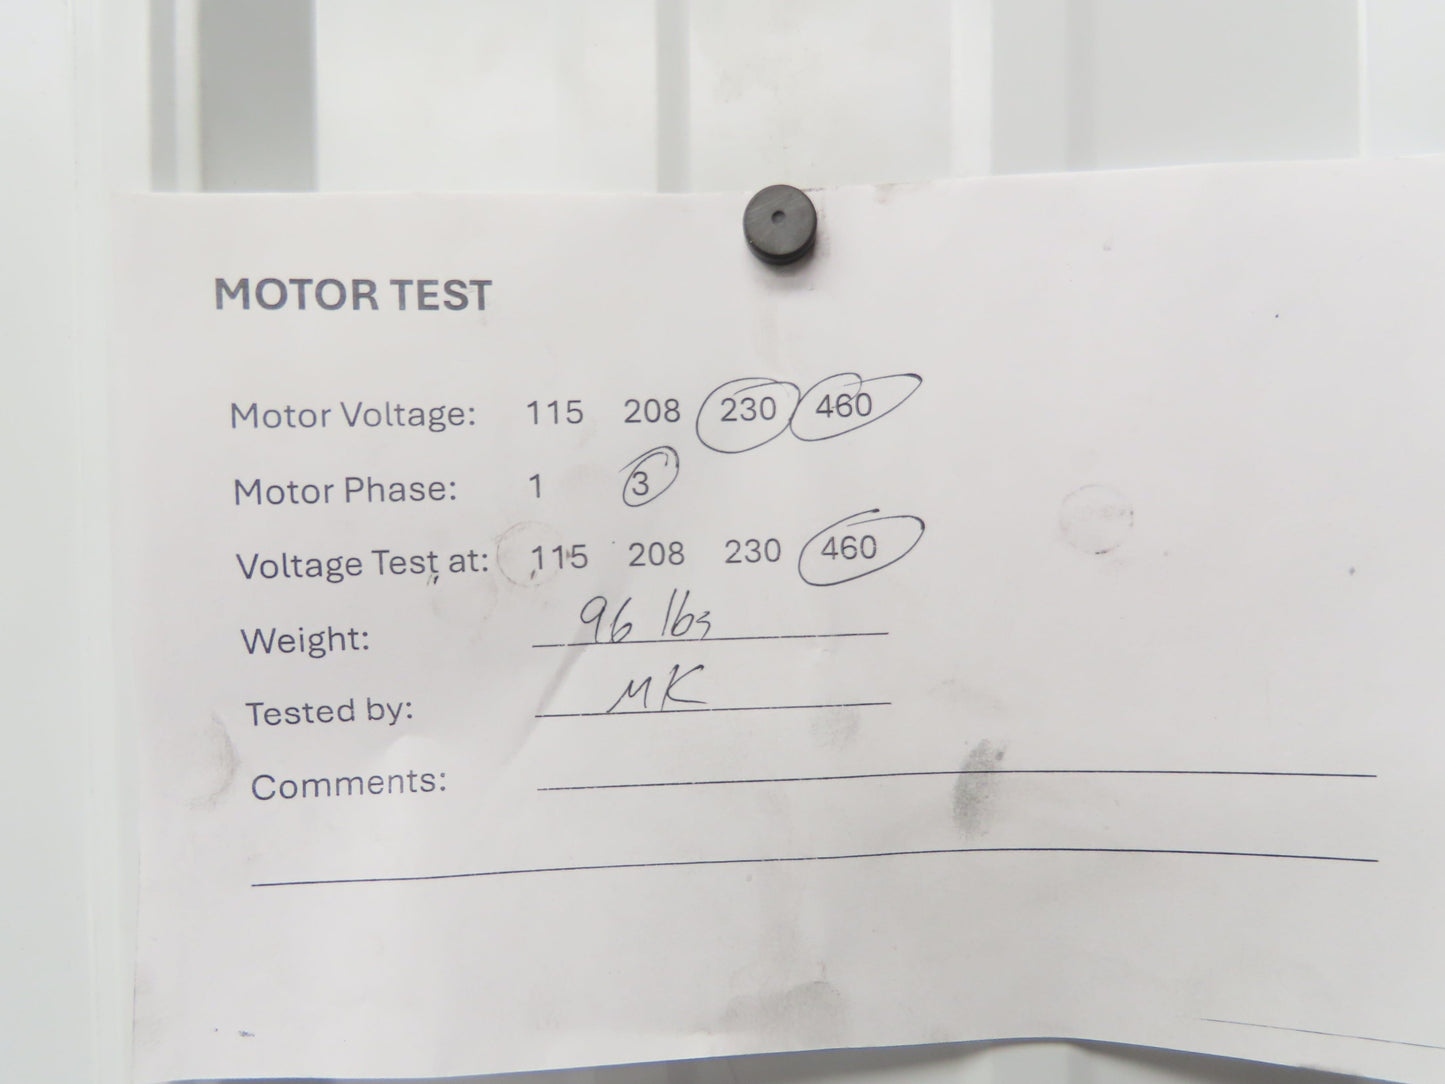 MOTOR TEST
Motor Voltage: 115 208 230 460
Motor Phase: 1 3
Voltage Test at: 115 208 230 460
Weight: 96 lbs
Tested by: MK
Comments: